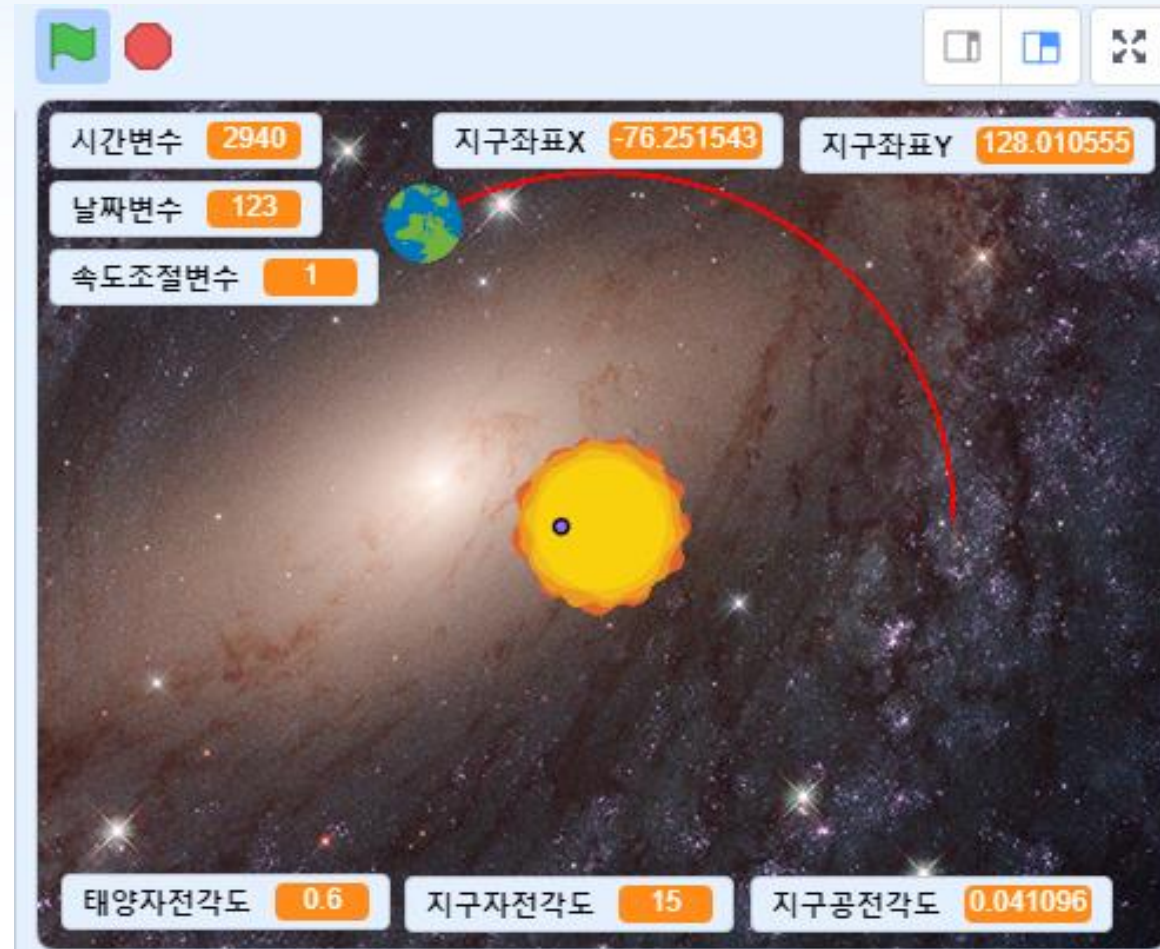 시간변수 2940
지구좌표X -76.251543
지구좌표Y 128.010555
날짜변수 123
속도조절변수 1
태양자전각도 0.6
지구자전각도 15
지구공전각도 0.041096